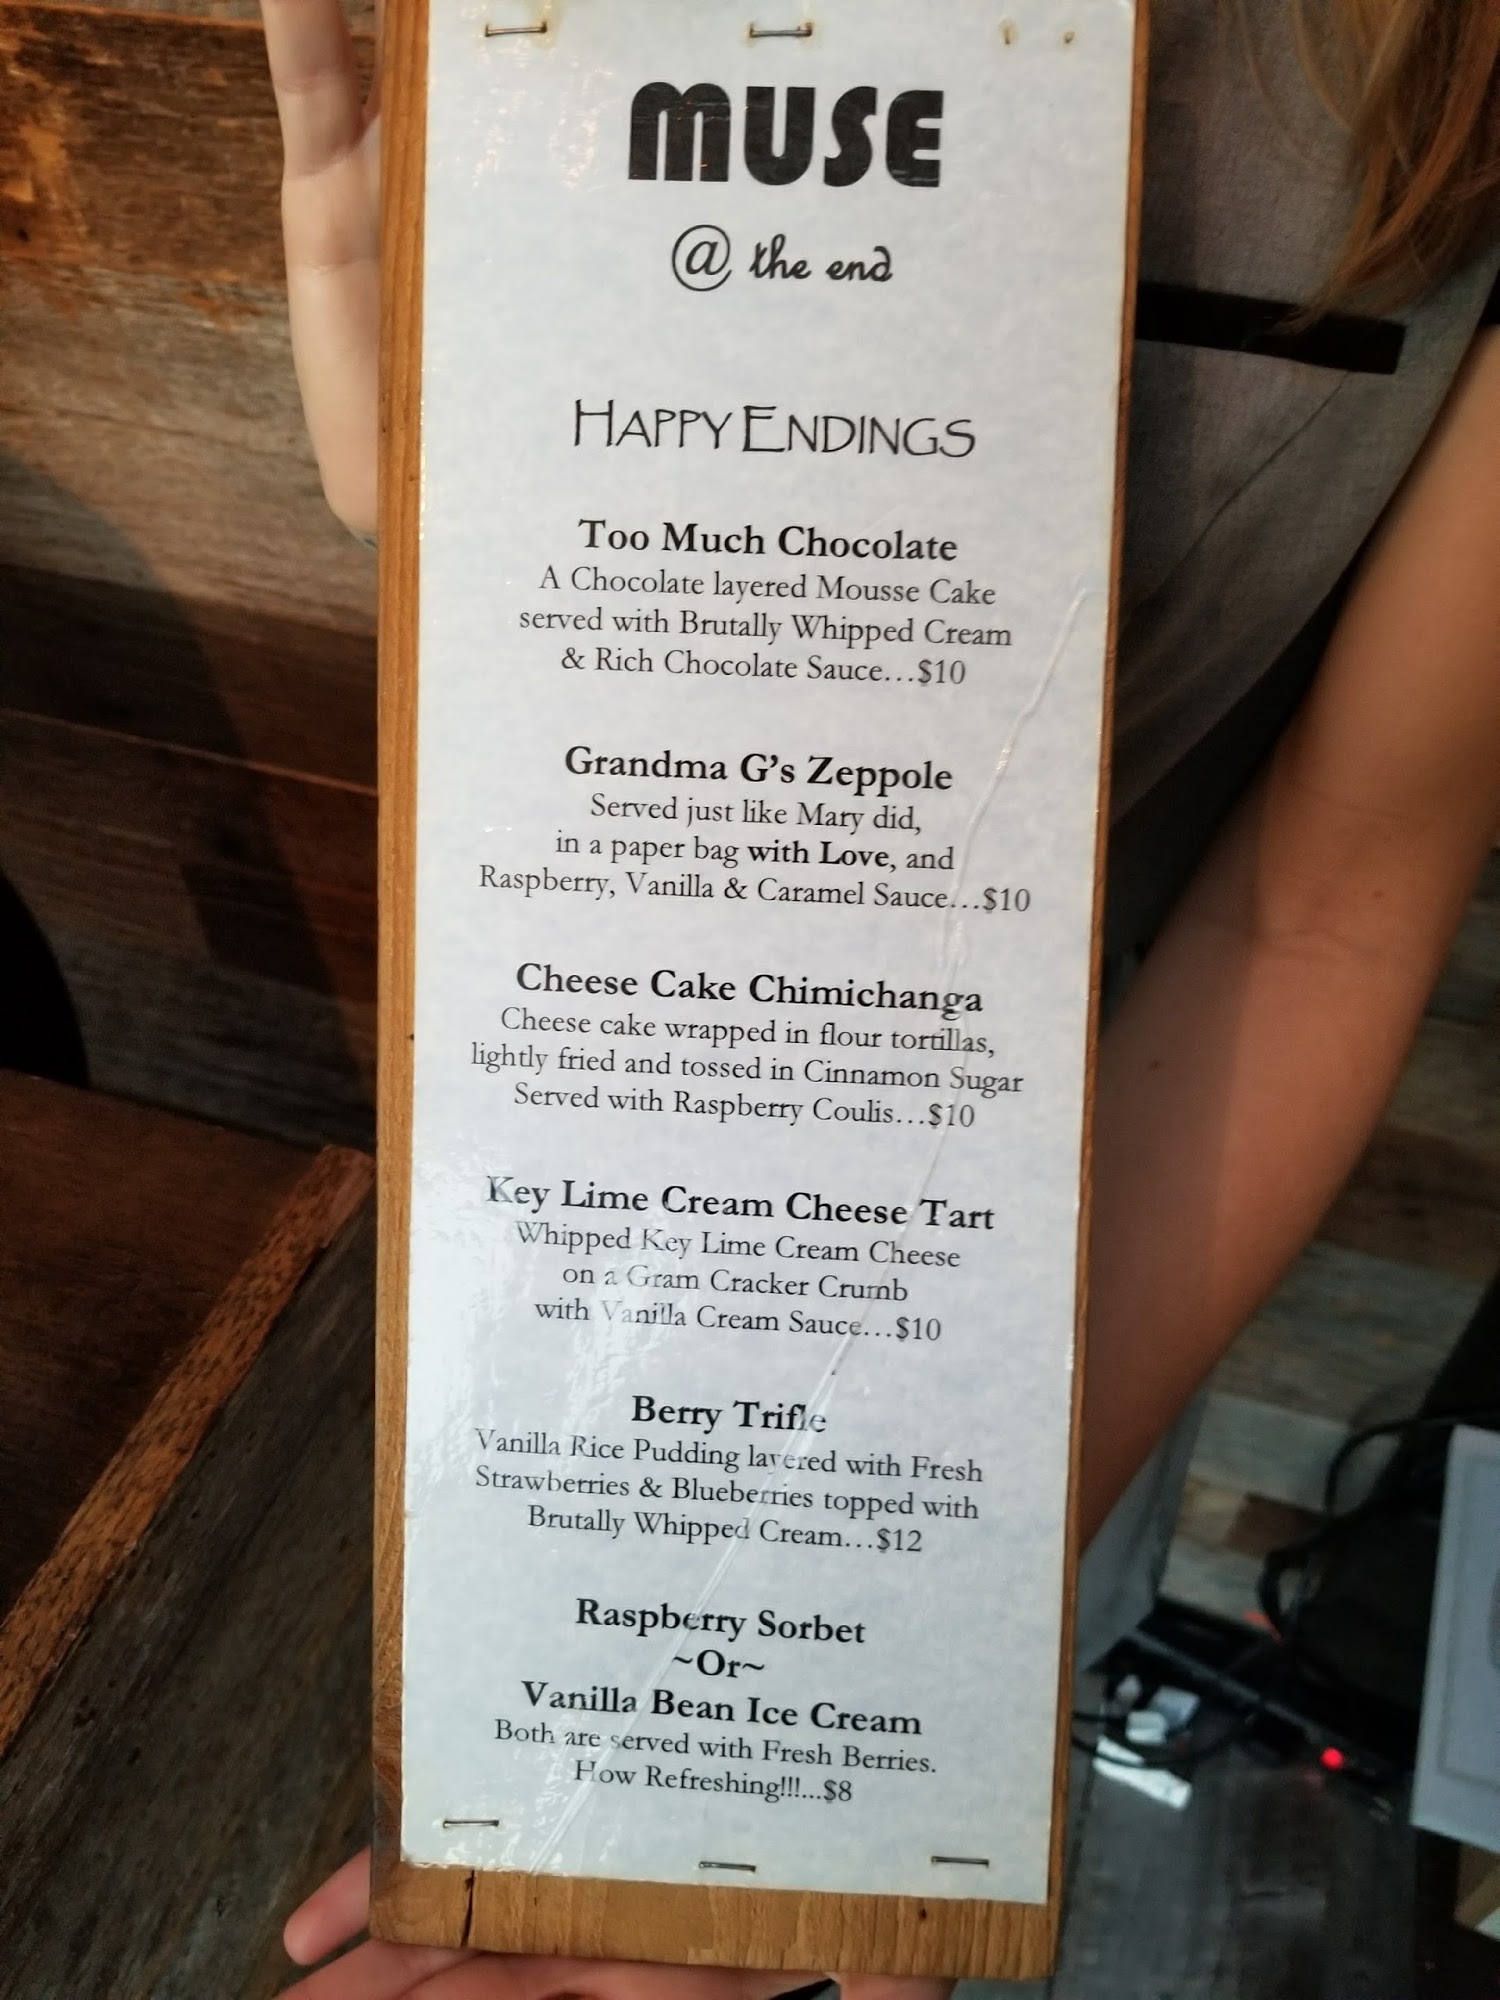 MUSE
@ the end
HAPPY ENDINGS
Too Much Chocolate
A Chocolate layered Mousse Cake
served with Brutally Whipped Cream
& Rich Chocolate Sauce...$10
Grandma G's Zeppole
Served just like Mary did,
in a paper bag with Love, and
Raspberry, Vanilla & Caramel Sauce...$10
Cheese Cake Chimichanga
Cheese cake wrapped in flour tortillas,
lightly fried and tossed in Cinnamon Sugar
Served with Raspberry Coulis...$10
Key Lime Cream Cheese Tart
Whipped Key Lime Cream Cheese
on a Gram Cracker Crumb
with Vanilla Cream Sauce...$10
Berry Trifle
Vanilla Rice Pudding layered with Fresh
Strawberries & Blueberries topped with
Brutally Whipped Cream...$12
Raspberry Sorbet
~Or~
Vanilla Bean Ice Cream
Both are served with Fresh Berries.
How Refreshing!!!...$8